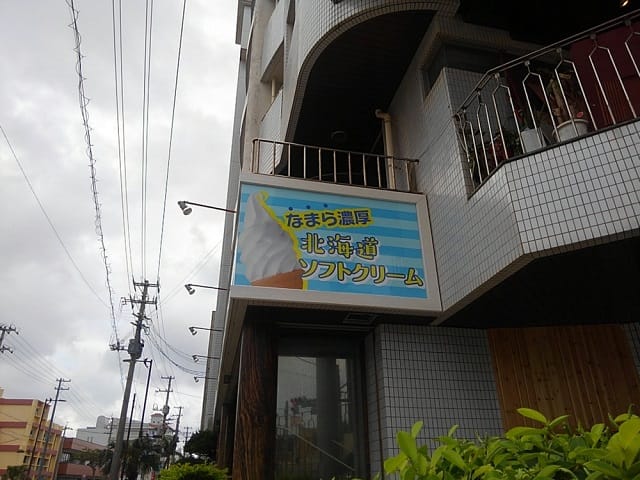 なまら濃厚
北海道
ソフトクリーム